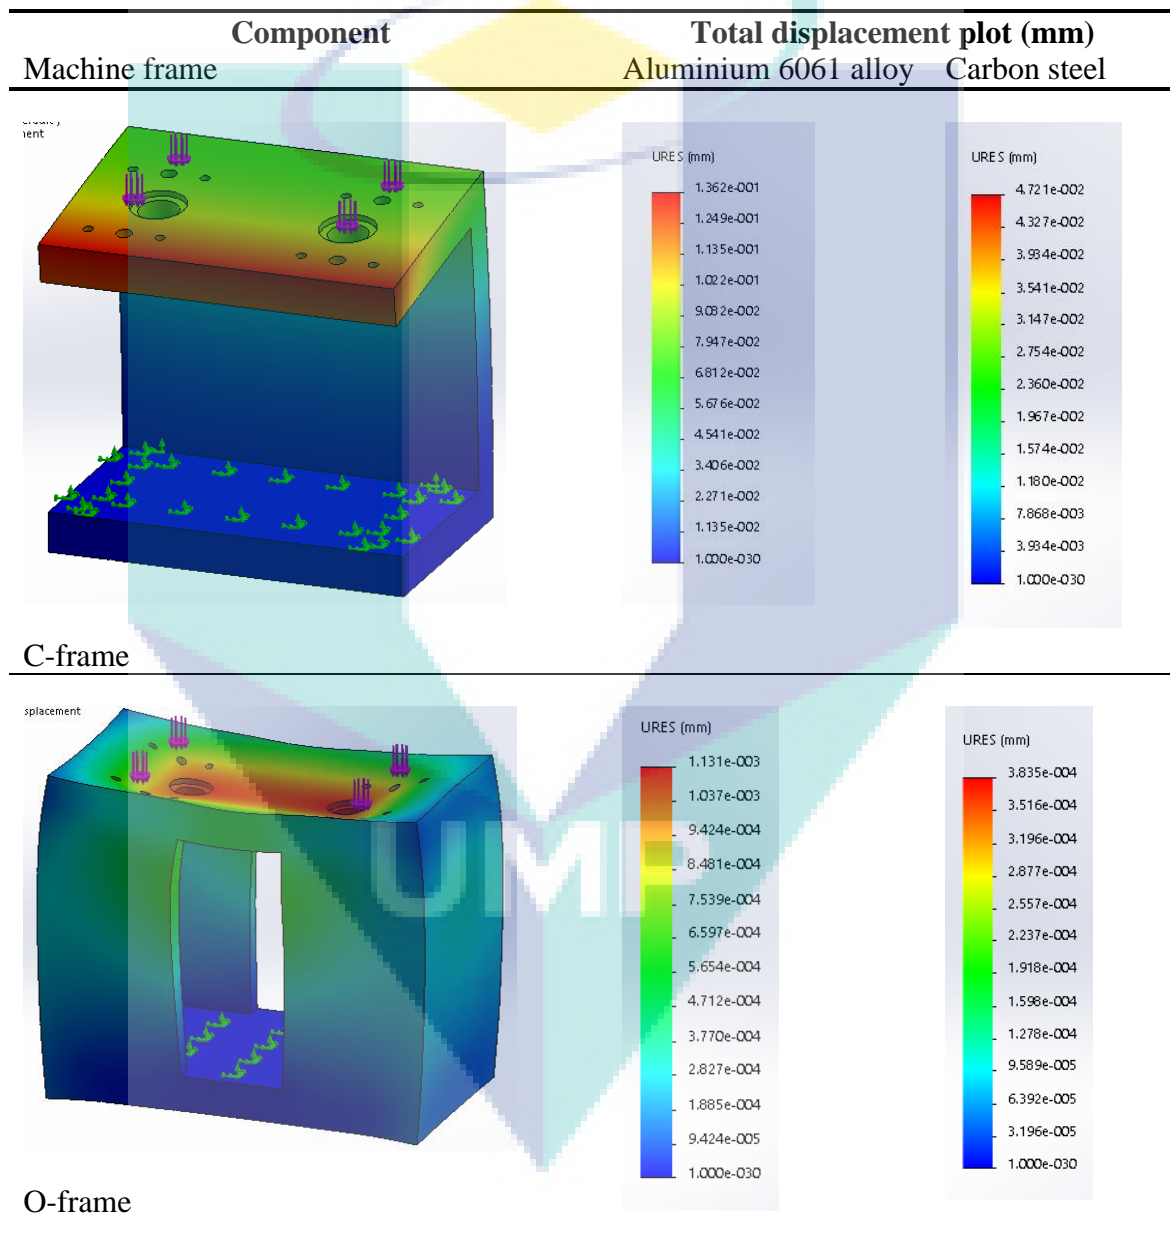 Component Total displacement plot (mm)
Machine frame Aluminium 6061 alloy Carbon steel
ment
URES (mm)
1.362e-001
1.249e-001
1.135e-001
1.022e-001
9.082e-002
7.947e-002
6.812e-002
5.676e-002
4.541e-002
3.406e-002
2.271e-002
1.135e-002
1.000e-030
URES (mm)
4.721e-002
4.327e-002
3.934e-002
3.541e-002
3.147e-002
2.754e-002
2.360e-002
1.967e-002
1.574e-002
1.180e-002
7.868e-003
3.934e-003
1.000e-030
C-frame
splacement
URES (mm)
1.131e-003
1.037e-003
9.424e-004
8.481e-004
7.539e-004
6.597e-004
5.654e-004
4.712e-004
3.770e-004
2.827e-004
1.885e-004
9.424e-005
1.000e-030
URES (mm)
3.835e-004
3.516e-004
3.196e-004
2.877e-004
2.557e-004
2.237e-004
1.918e-004
1.598e-004
1.278e-004
9.589e-005
6.392e-005
3.196e-005
1.000e-030
UMP
O-frame